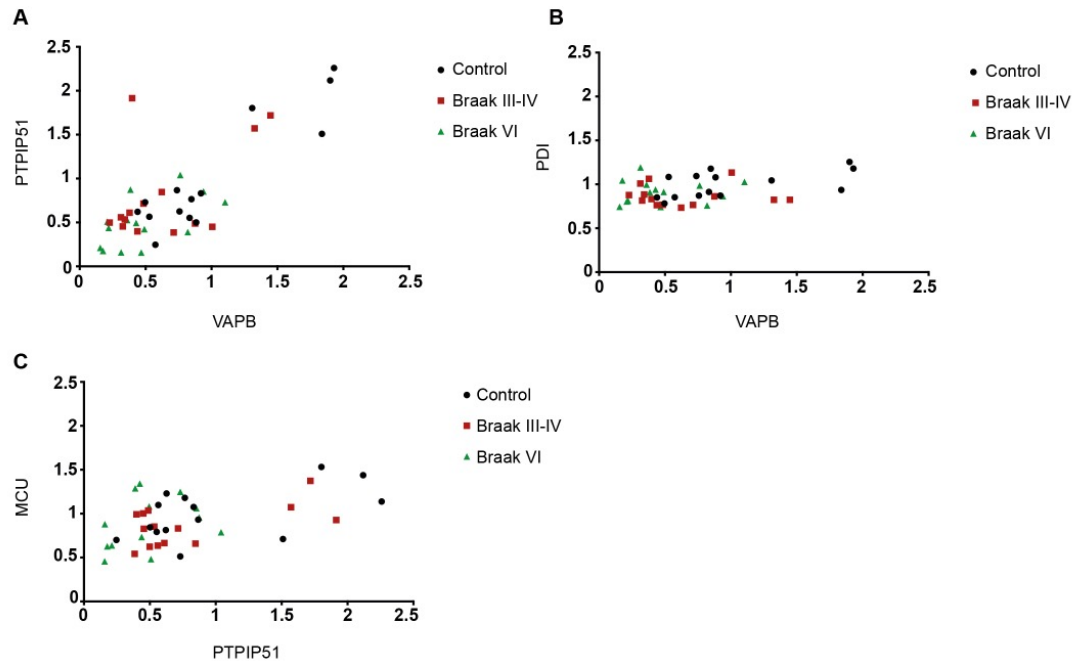 A
2.5
2
1.5
1
0.5
0
PTPIP51
0 0.5 1 1.5 2 2.5
VAPB
Control
Braak III-IV
Braak VI
B
2.5
2
1.5
1
0.5
0
PDI
0 0.5 1 1.5 2 2.5
VAPB
Control
Braak III-IV
Braak VI
C
2.5
2
1.5
1
0.5
0
MCU
0 0.5 1 1.5 2 2.5
PTPIP51
Control
Braak III-IV
Braak VI